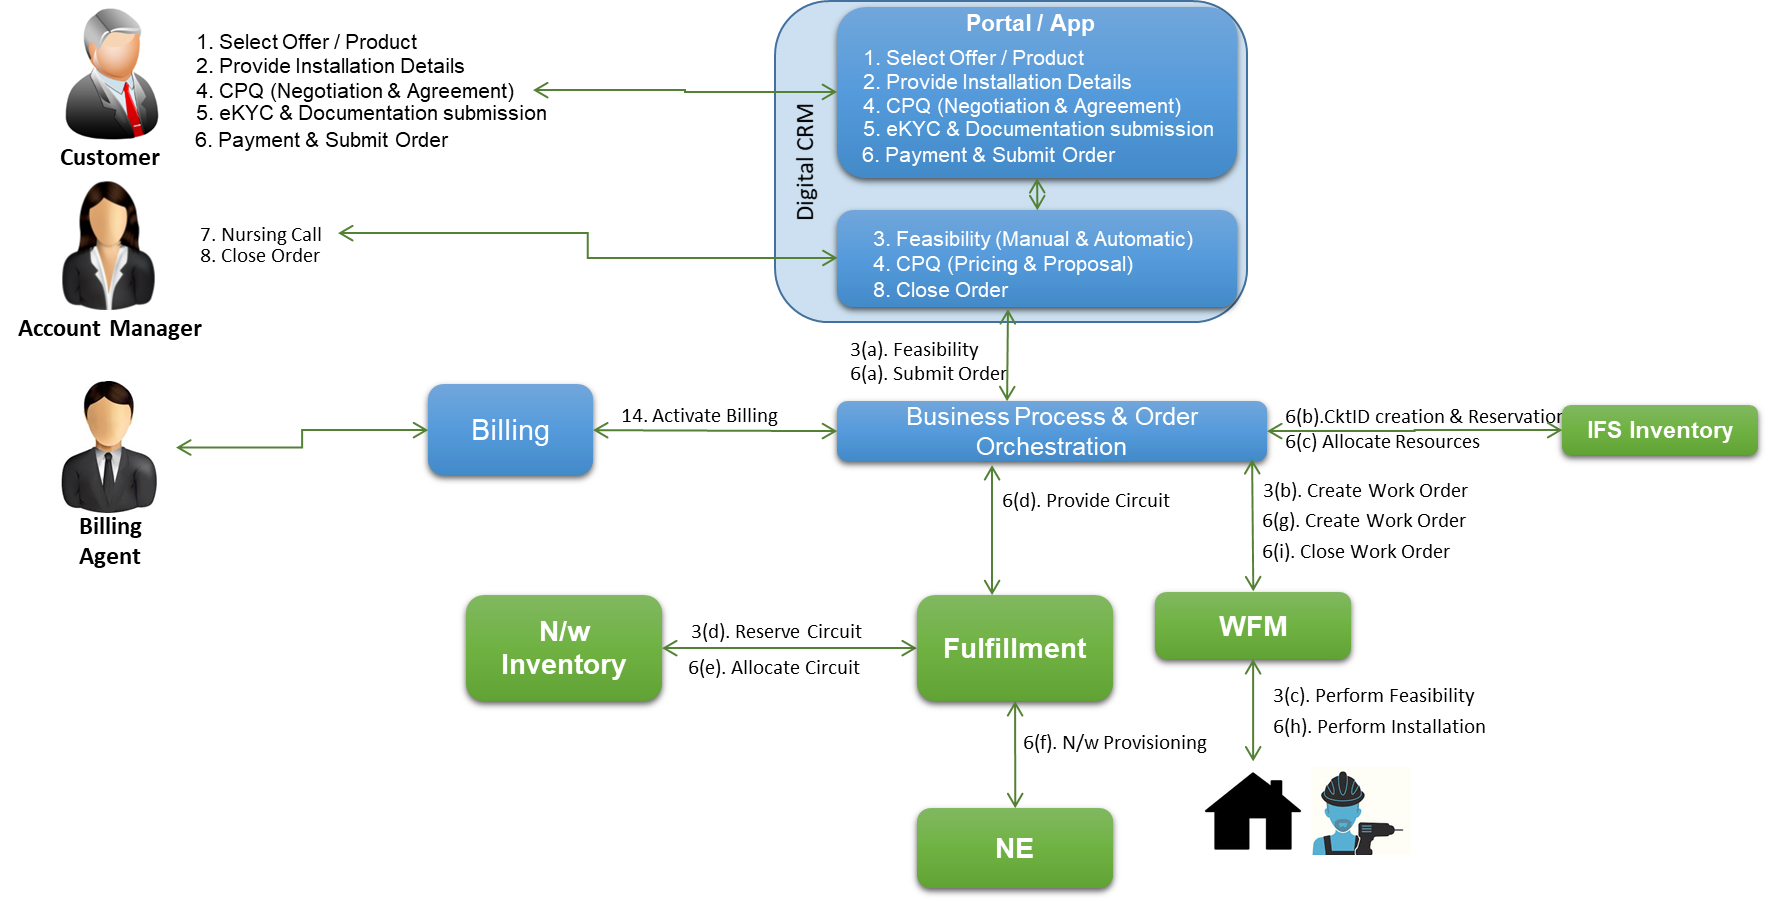 1. Select Offer / Product
2. Provide Installation Details
4. CPQ (Negotiation & Agreement)
5. eKYC & Documentation submission
6. Payment & Submit Order
Customer
Portal / App
1. Select Offer / Product
2. Provide Installation Details
4. CPQ (Negotiation & Agreement)
5. eKYC & Documentation submission
6. Payment & Submit Order
Digital CRM
7. Nursing Call
8. Close Order
Account Manager
3. Feasibility (Manual & Automatic)
4. CPQ (Pricing & Proposal)
8. Close Order
3(a). Feasibility
6(a). Submit Order
Billing
Agent
Billing
14. Activate Billing
Business Process & Order
Orchestration
6(b).CktID creation & Reservation
6(c) Allocate Resources
IFS Inventory
6(d). Provide Circuit
3(b). Create Work Order
6(g). Create Work Order
6(i). Close Work Order
N/w
Inventory
3(d). Reserve Circuit
6(e). Allocate Circuit
Fulfillment
WFM
3(c). Perform Feasibility
6(h). Perform Installation
6(f). N/w Provisioning
NE